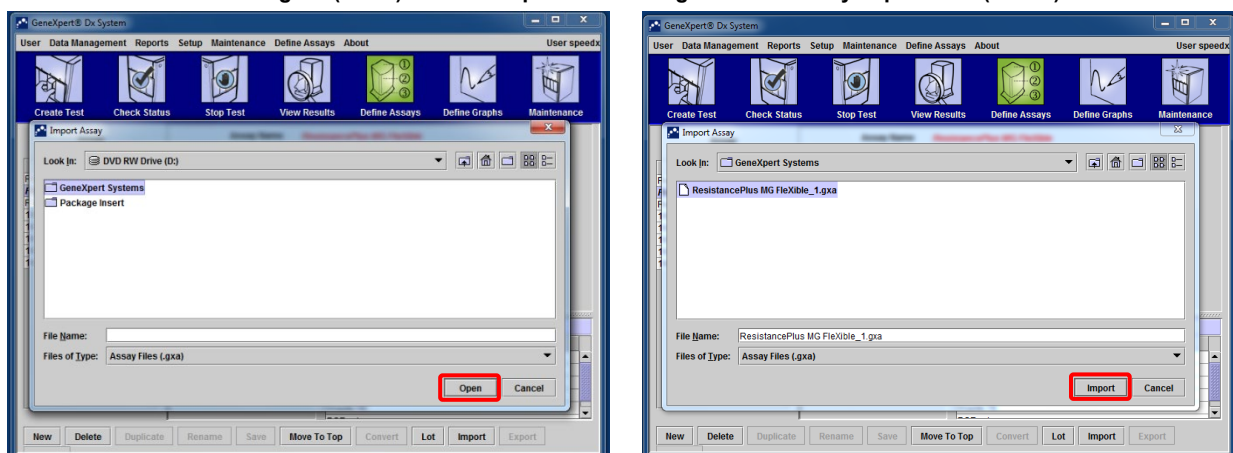 GeneXpert® Dx System
User Data Management Reports Setup Maintenance Define Assays About User speedx
Create Test Check Status Stop Test View Results Define Assays Define Graphs Maintenance
Import Assay
Look In: DVD RW Drive (D:)
GeneXpert Systems
Package Insert
File Name:
Files of Type: Assay Files (.gxa)
Open Cancel
New Delete Duplicate Rename Save Move To Top Convert Lot Import Export
GeneXpert® Dx System
User Data Management Reports Setup Maintenance Define Assays About User speedx
Create Test Check Status Stop Test View Results Define Assays Define Graphs Maintenance
Import Assay
Look In: GeneXpert Systems
ResistancePlus MG FleXible_1.gxa
File Name: ResistancePlus MG FleXible_1.gxa
Files of Type: Assay Files (.gxa)
Import Cancel
New Delete Duplicate Rename Save Move To Top Convert Lot Import Export